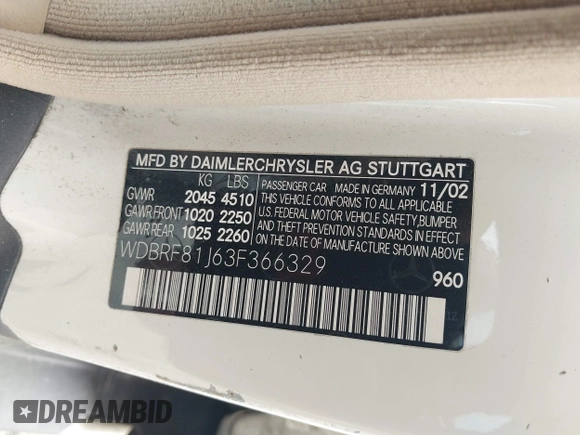 MFD BY DAIMLERCHRYSLER AG STUTTGART
KG LBS
GVWR 2045 4510
GAWR FRONT 1020 2250
GAWR REAR 1025 2260
PASSENGER CAR MADE IN GERMANY 11/02
THIS VEHICLE CONFORMS TO ALL APPLICABLE
U.S. FEDERAL MOTOR VEHICLE SAFETY, BUMPER
AND THEFT PREVENTION STANDARDS IN EFFECT
ON THE DATE OF MANUFACTURE SHOWN ABOVE
WDBRF81J63F366329
960
12
DREAMBID